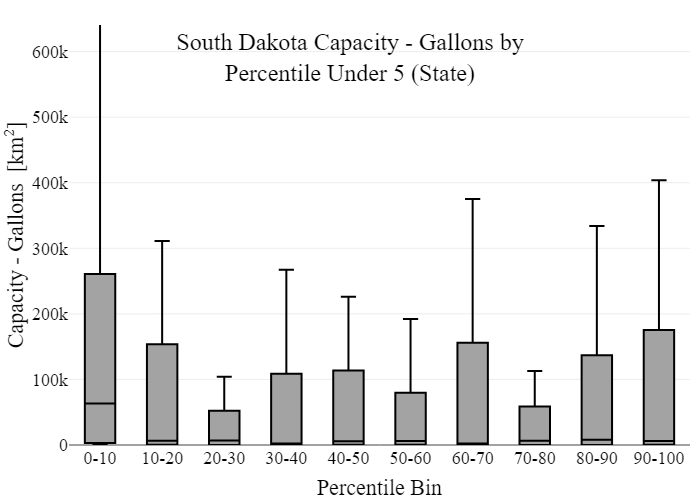 South Dakota Capacity - Gallons by
Percentile Under 5 (State)
Capacity - Gallons [km²]
600k
500k
400k
300k
200k
100k
0
0-10 10-20 20-30 30-40 40-50 50-60 60-70 70-80 80-90 90-100
Percentile Bin